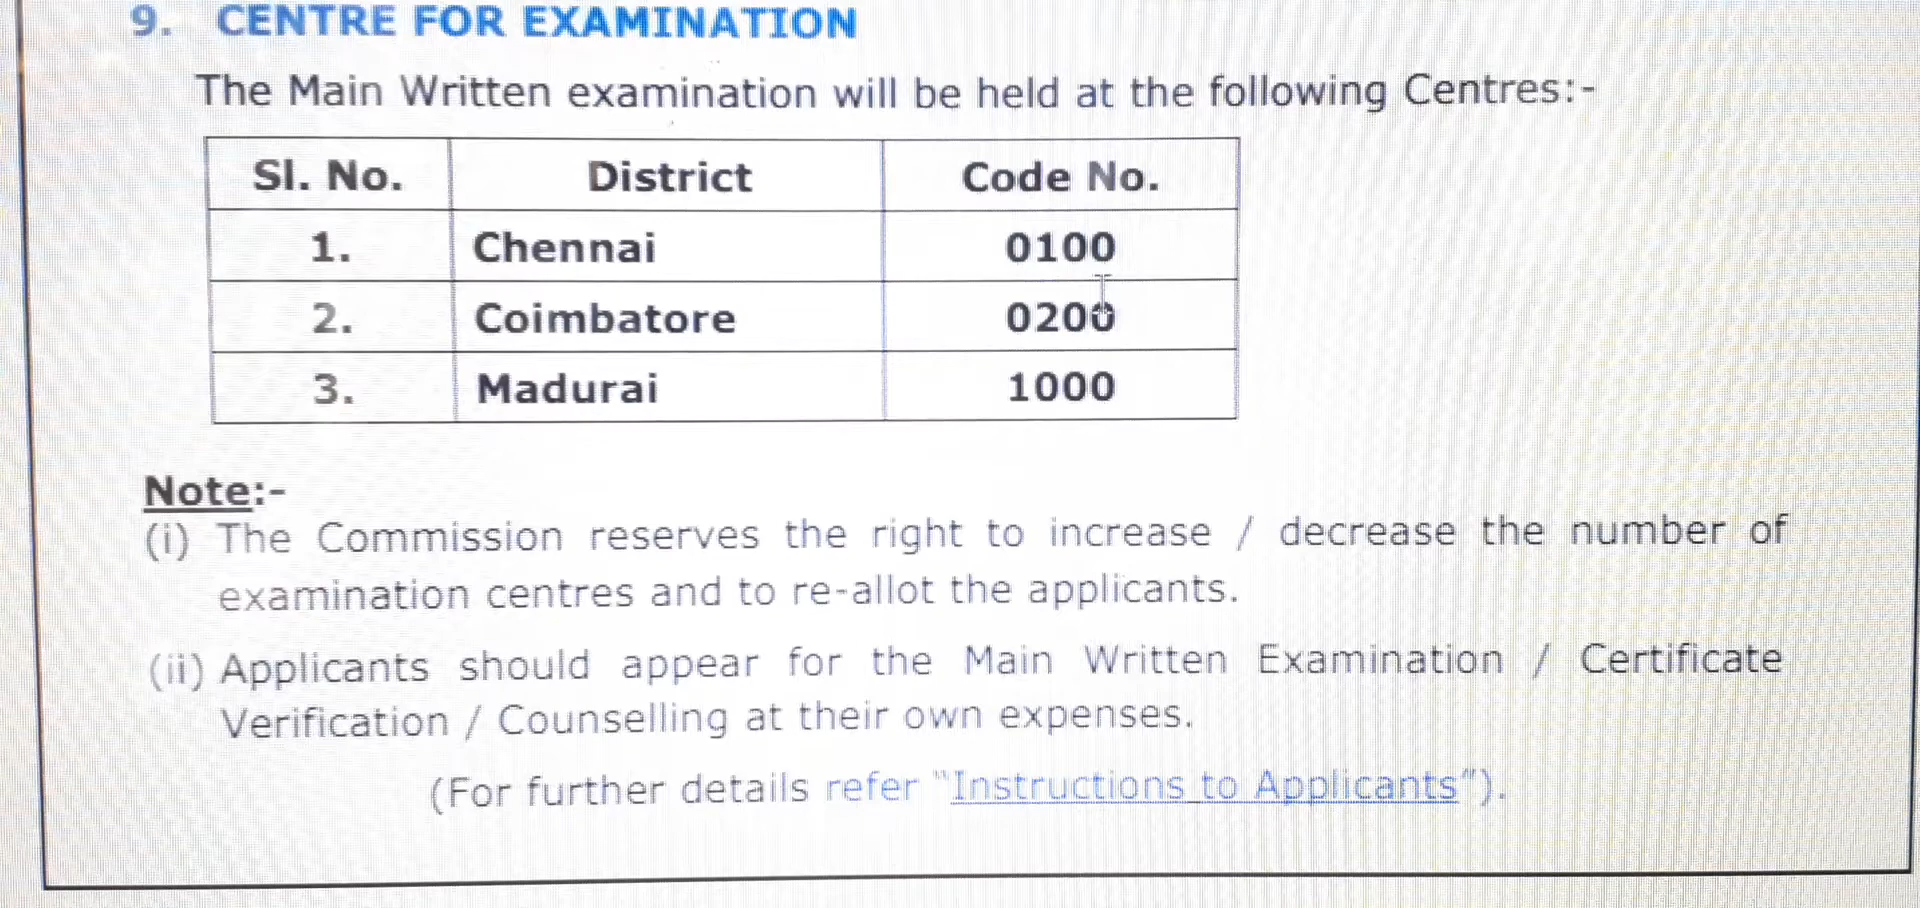 9. CENTRE FOR EXAMINATION
The Main Written examination will be held at the following Centres:-
Sl. No. District Code No.
1. Chennai 0100
2. Coimbatore 0200
3. Madurai 1000
Note:-
(i) The Commission reserves the right to increase / decrease the number of
examination centres and to re-allot the applicants.
(ii) Applicants should appear for the Main Written Examination / Certificate
Verification / Counselling at their own expenses.
(For further details refer "Instructions to Applicants").